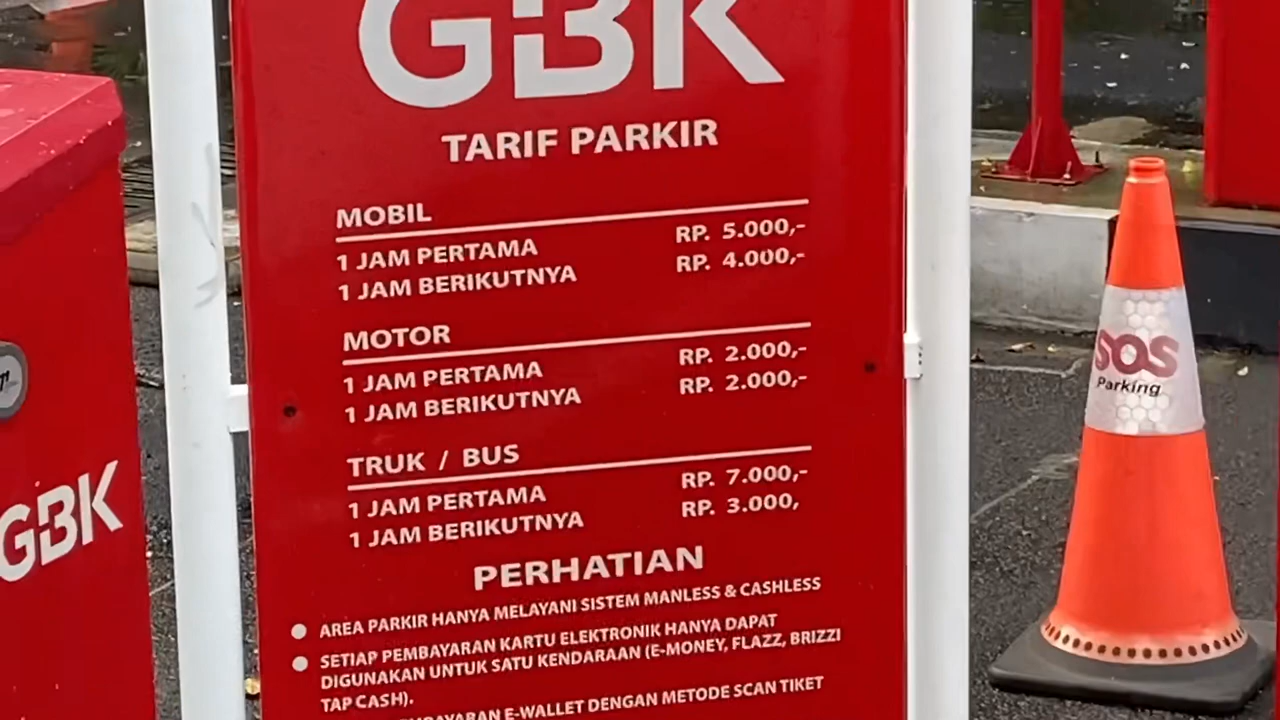 GBK
TARIF PARKIR
MOBIL
1 JAM PERTAMA RP. 5.000,-
1 JAM BERIKUTNYA RP. 4.000,-
MOTOR
1 JAM PERTAMA RP. 2.000,-
1 JAM BERIKUTNYA RP. 2.000,-
TRUK / BUS
1 JAM PERTAMA RP. 7.000,-
1 JAM BERIKUTNYA RP. 3.000,
PERHATIAN
● AREA PARKIR HANYA MELAYANI SISTEM MANLESS & CASHLESS
● SETIAP PEMBAYARAN KARTU ELEKTRONIK HANYA DAPAT
DIGUNAKAN UNTUK SATU KENDARAAN (E-MONEY, FLAZZ, BRIZZI
TAP CASH).
E-WALLET DENGAN METODE SCAN TIKET
GBK
SOS
Parking